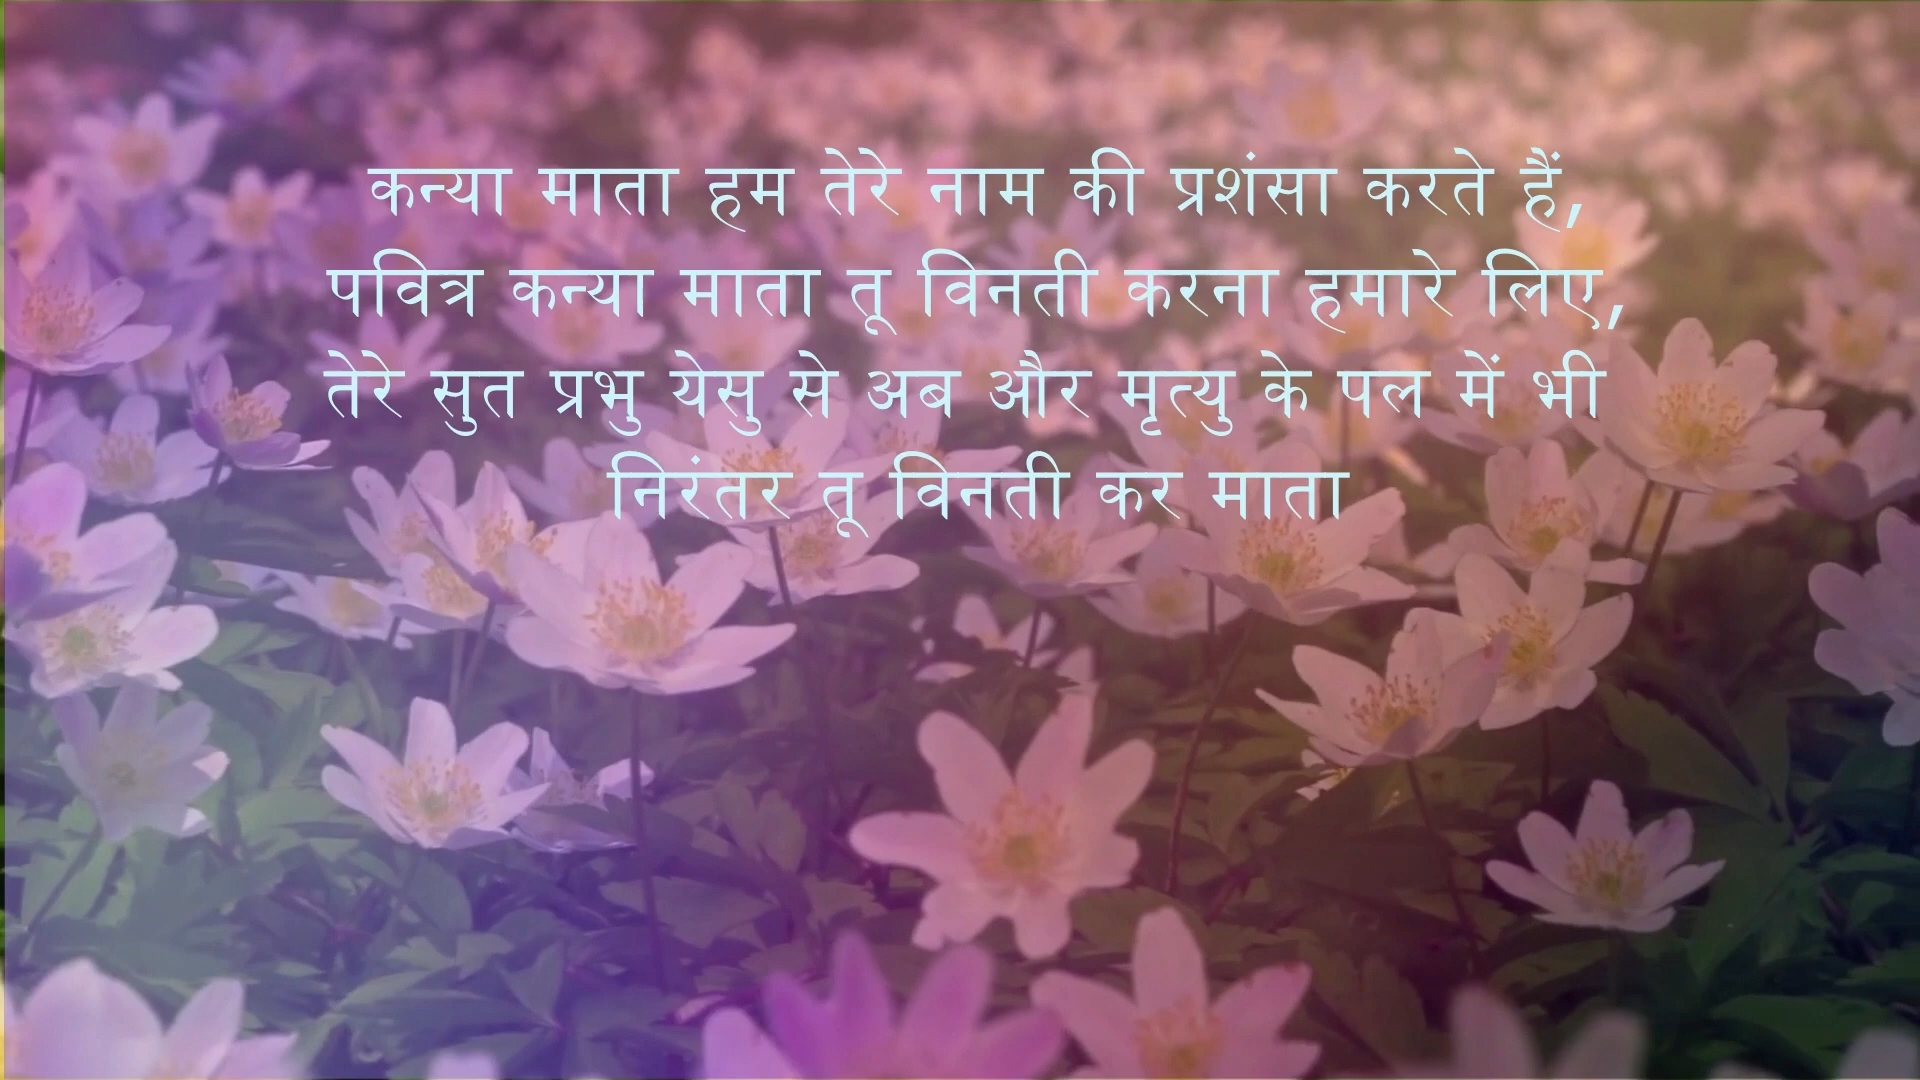 कन्या माता हम तेरे नाम की प्रशंसा करते हैं,
पवित्र कन्या माता तू विनती करना हमारे लिए,
तेरे सुत प्रभु येसु से अब और मृत्यु के पल में भी
निरंतर तू विनती कर माता